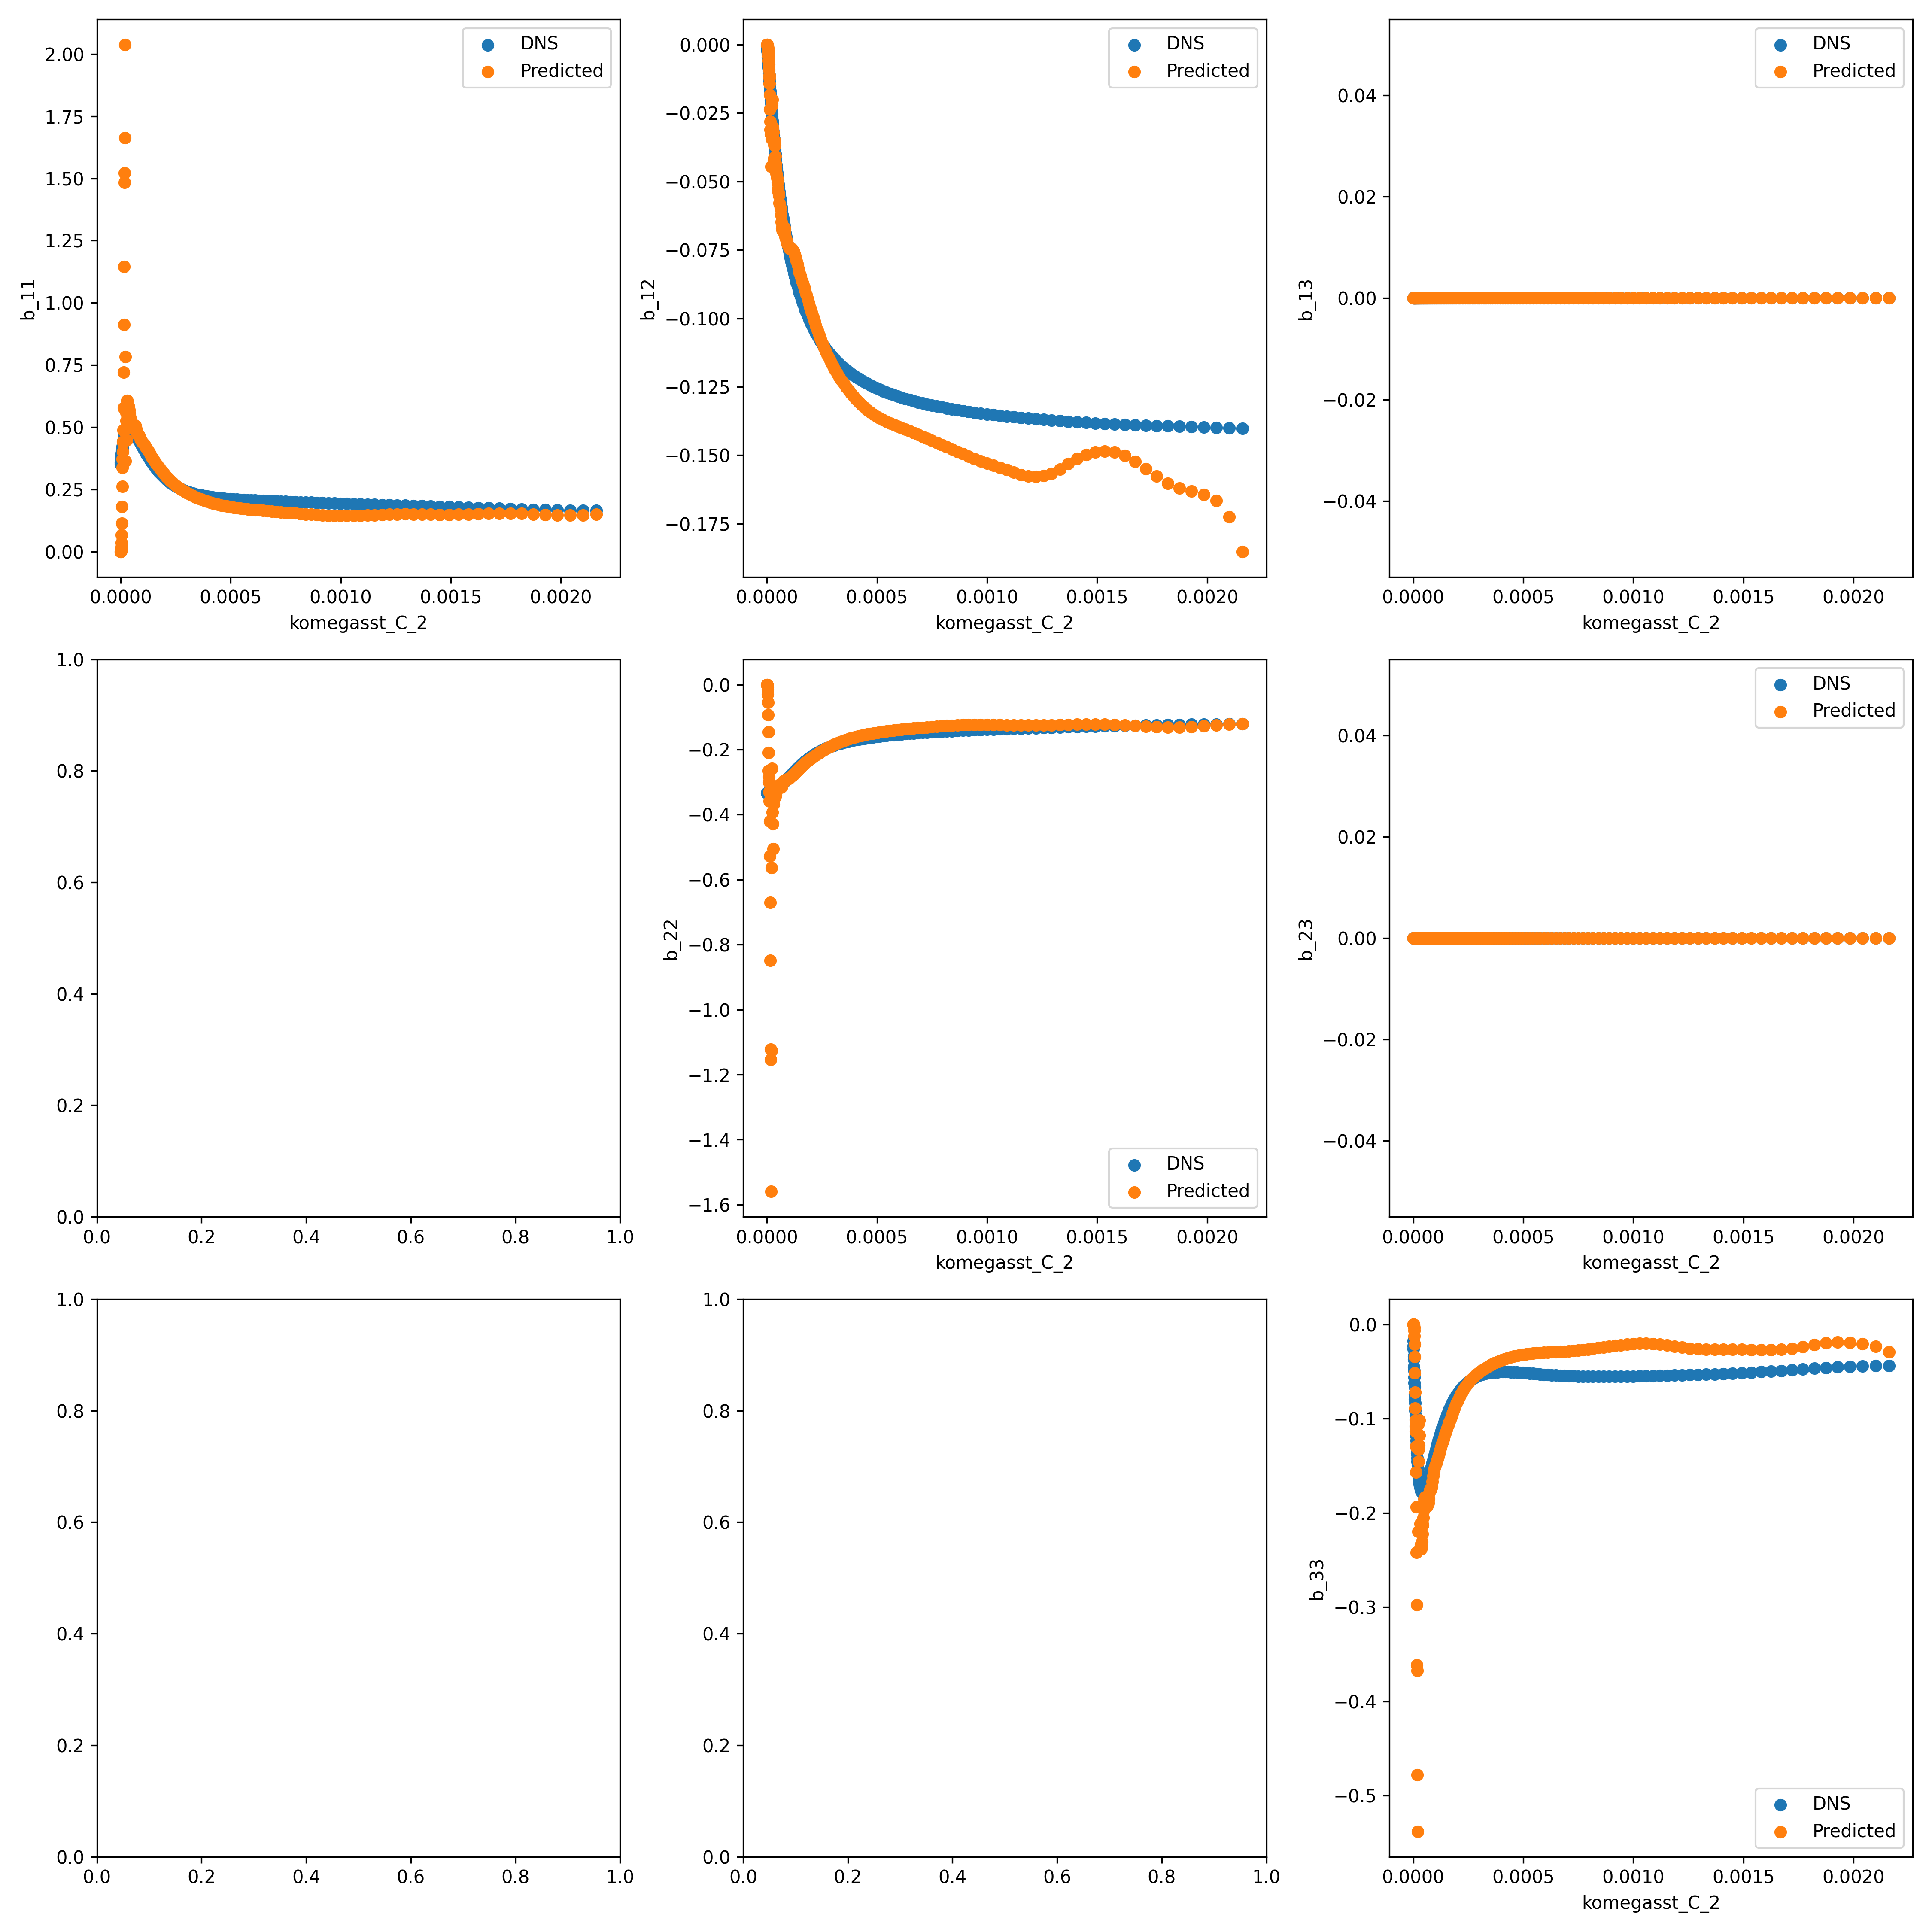 DNS
Predicted
2.00
1.75
1.50
1.25
1.00
0.75
0.50
0.25
0.00
b_11
0.0000 0.0005 0.0010 0.0015 0.0020
komegasst_C_2
DNS
Predicted
0.000
−0.025
−0.050
−0.075
−0.100
−0.125
−0.150
−0.175
b_12
0.0000 0.0005 0.0010 0.0015 0.0020
komegasst_C_2
DNS
Predicted
0.04
0.02
0.00
−0.02
−0.04
b_13
0.0000 0.0005 0.0010 0.0015 0.0020
komegasst_C_2
1.0
0.8
0.6
0.4
0.2
0.0
0.0 0.2 0.4 0.6 0.8 1.0
0.0
−0.2
−0.4
−0.6
−0.8
−1.0
−1.2
−1.4
−1.6
b_22
DNS
Predicted
0.0000 0.0005 0.0010 0.0015 0.0020
komegasst_C_2
DNS
Predicted
0.04
0.02
0.00
−0.02
−0.04
b_23
0.0000 0.0005 0.0010 0.0015 0.0020
komegasst_C_2
1.0
0.8
0.6
0.4
0.2
0.0
0.0 0.2 0.4 0.6 0.8 1.0
1.0
0.8
0.6
0.4
0.2
0.0
0.0 0.2 0.4 0.6 0.8 1.0
0.0
−0.1
−0.2
−0.3
−0.4
−0.5
b_33
DNS
Predicted
0.0000 0.0005 0.0010 0.0015 0.0020
komegasst_C_2